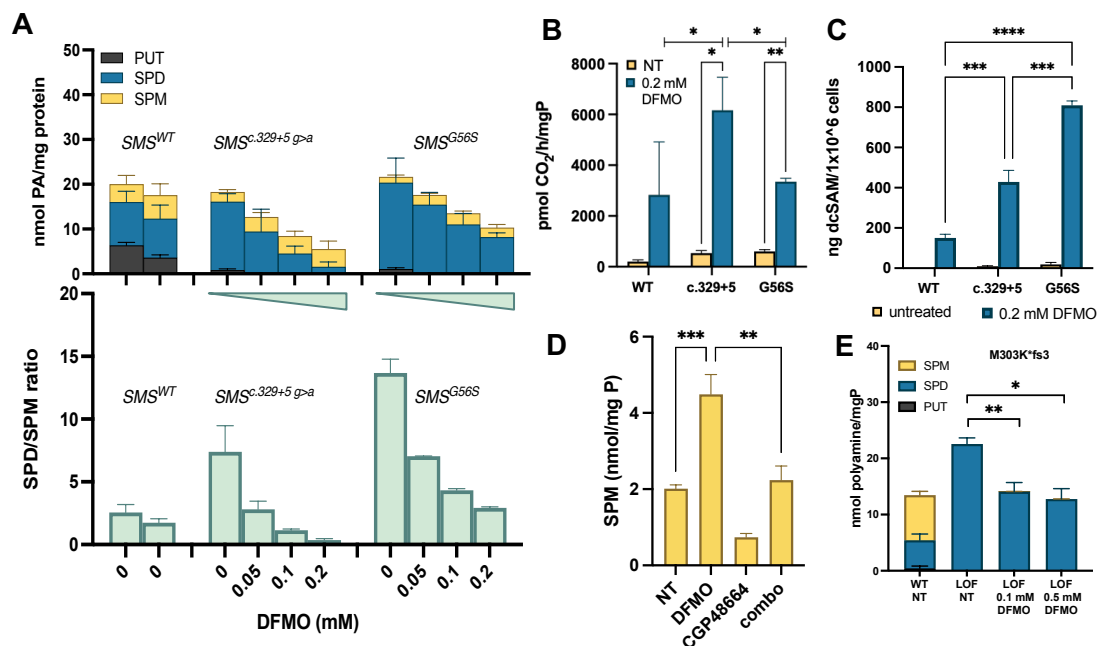 A
nmol PA/mg protein
50
40
30
20
10
0
PUT
SPD
SPM
SMS^WT
SMS^c.329+5 g>a
SMS^G56S
SPD/SPM ratio
20
15
10
5
0
SMS^WT
SMS^c.329+5 g>a
SMS^G56S
0 0 0 0.05 0.1 0.2 0 0.05 0.1 0.2
DFMO (mM)
B
pmol CO2/h/mgP
8000
6000
4000
2000
0
NT
0.2 mM
DFMO
* *
* **
WT c.329+5 G56S
C
ng dcSAM/1x10^6 cells
1000
800
600
400
200
0
****
*** ***
WT c.329+5 G56S
untreated 0.2 mM DFMO
D
SPM (nmol/mg P)
6
4
2
0
*** **
NT DFMO CGP48664 combo
E
M303K*fs3
nmol polyamine/mgP
40
30
20
10
0
SPM
SPD
PUT
*
**
WT LOF LOF LOF
NT NT 0.1 mM 0.5 mM
DFMO DFMO